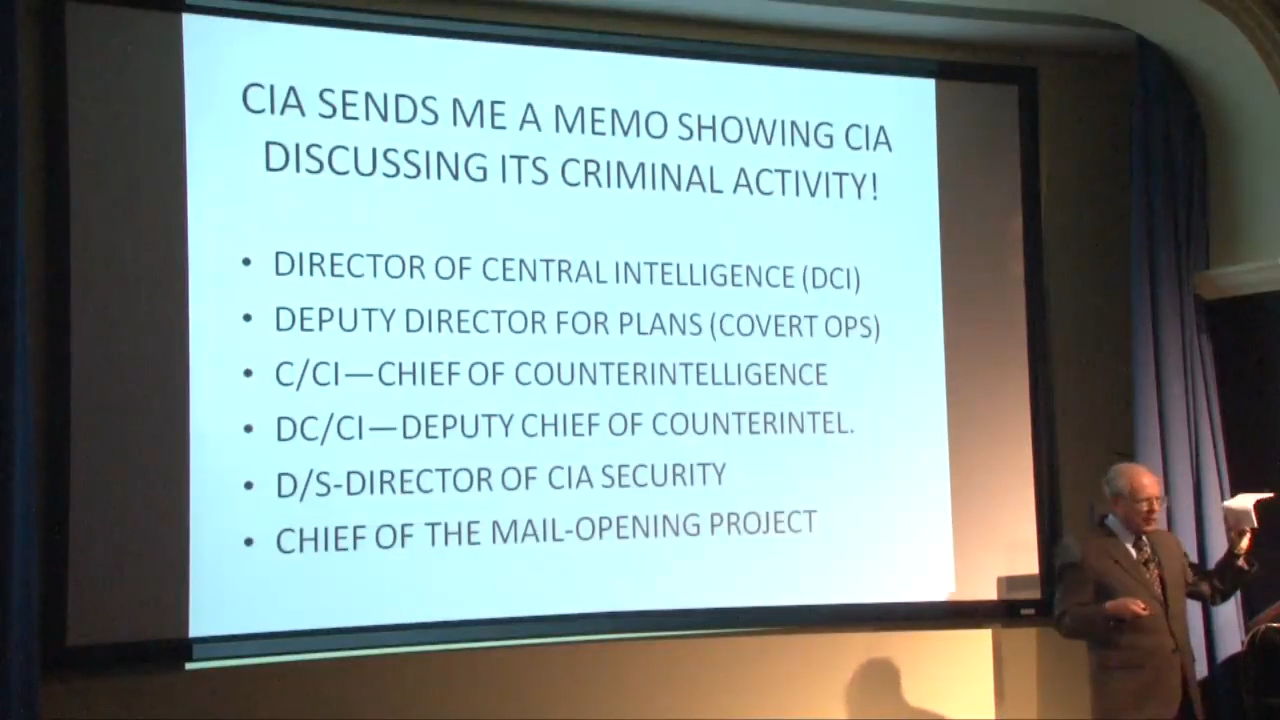 CIA SENDS ME A MEMO SHOWING CIA
DISCUSSING ITS CRIMINAL ACTIVITY!
• DIRECTOR OF CENTRAL INTELLIGENCE (DCI)
• DEPUTY DIRECTOR FOR PLANS (COVERT OPS)
• C/CI—CHIEF OF COUNTERINTELLIGENCE
• DC/CI—DEPUTY CHIEF OF COUNTERINTEL.
• D/S-DIRECTOR OF CIA SECURITY
• CHIEF OF THE MAIL-OPENING PROJECT